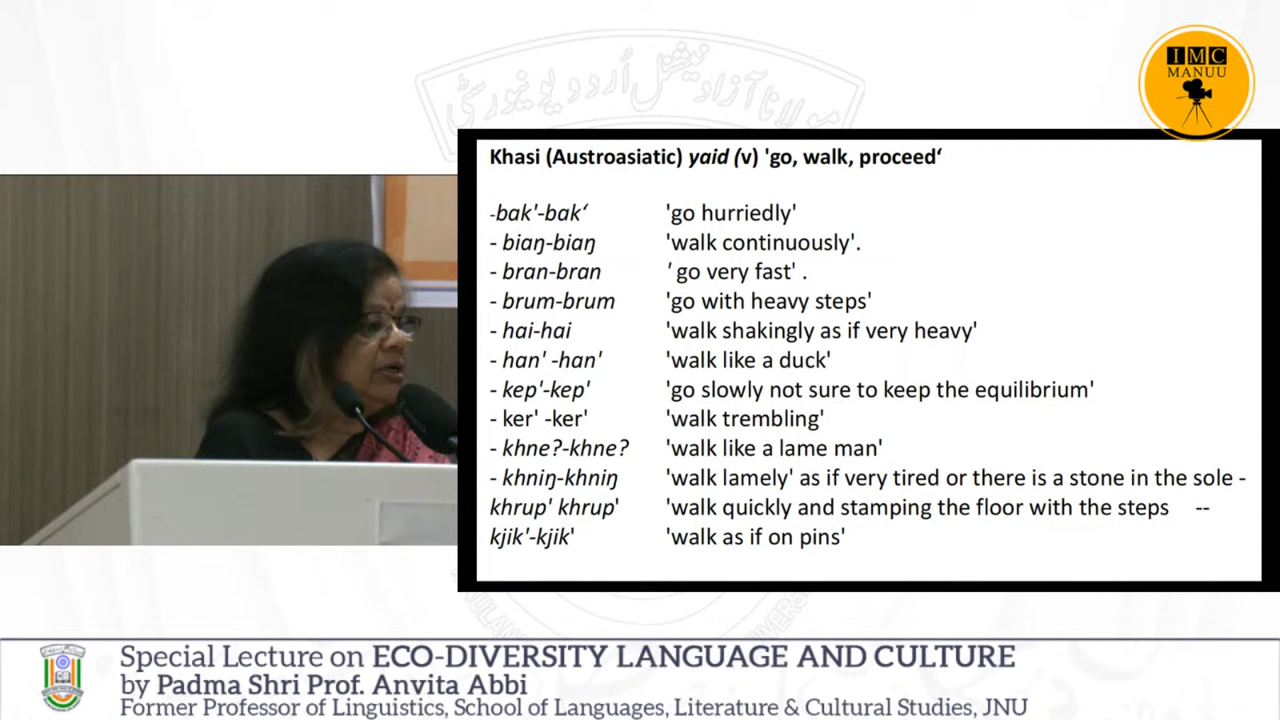 IMC
MANUU
مولانا آزاد نیشنل اُردو یونیورسٹی
Khasi (Austroasiatic) yaid (v) 'go, walk, proceed‘
-bak'-bak‘ 'go hurriedly'
- biaŋ-biaŋ 'walk continuously'.
- bran-bran ' go very fast' .
- brum-brum 'go with heavy steps'
- hai-hai 'walk shakingly as if very heavy'
- han' -han' 'walk like a duck'
- kep'-kep' 'go slowly not sure to keep the equilibrium'
- ker' -ker' 'walk trembling'
- khne?-khne? 'walk like a lame man'
- khniŋ-khniŋ 'walk lamely' as if very tired or there is a stone in the sole -
khrup' khrup' 'walk quickly and stamping the floor with the steps --
kjik'-kjik' 'walk as if on pins'
Special Lecture on ECO-DIVERSITY LANGUAGE AND CULTURE
by Padma Shri Prof. Anvita Abbi
Former Professor of Linguistics, School of Languages, Literature & Cultural Studies, JNU